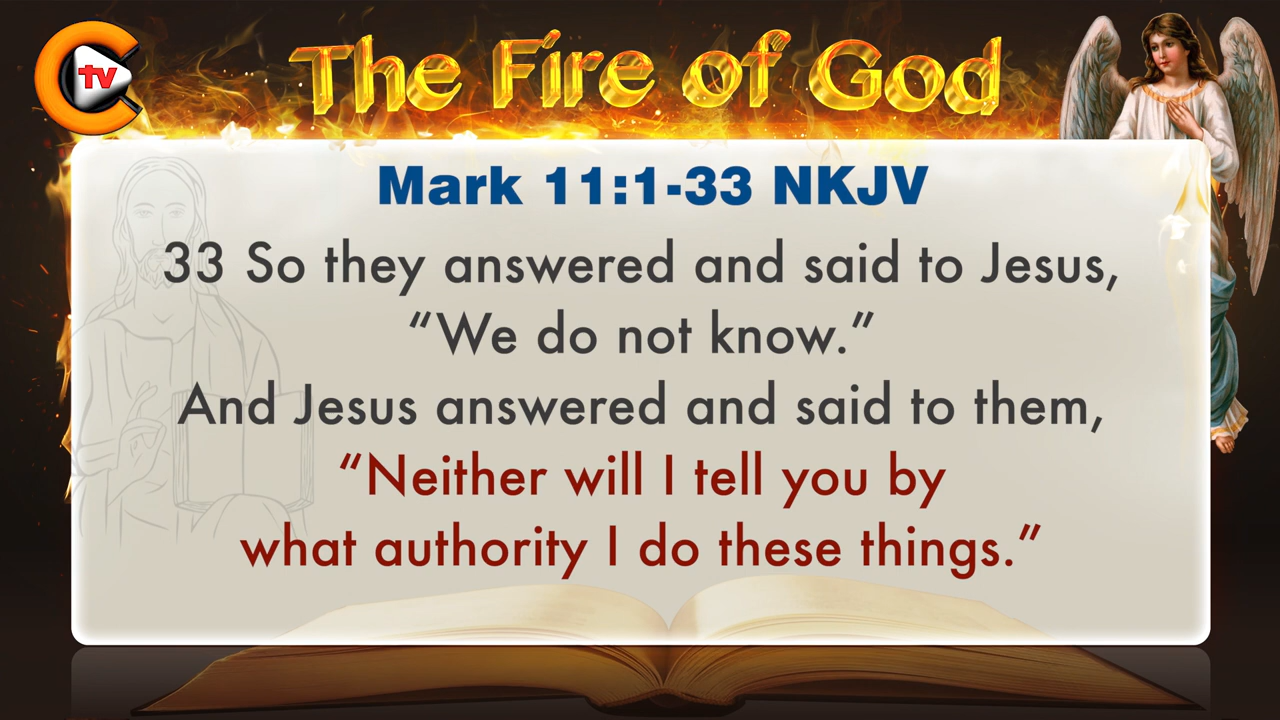 tv
The Fire of God
Mark 11:1-33 NKJV
33 So they answered and said to Jesus,
“We do not know.”
And Jesus answered and said to them,
“Neither will I tell you by
what authority I do these things.”